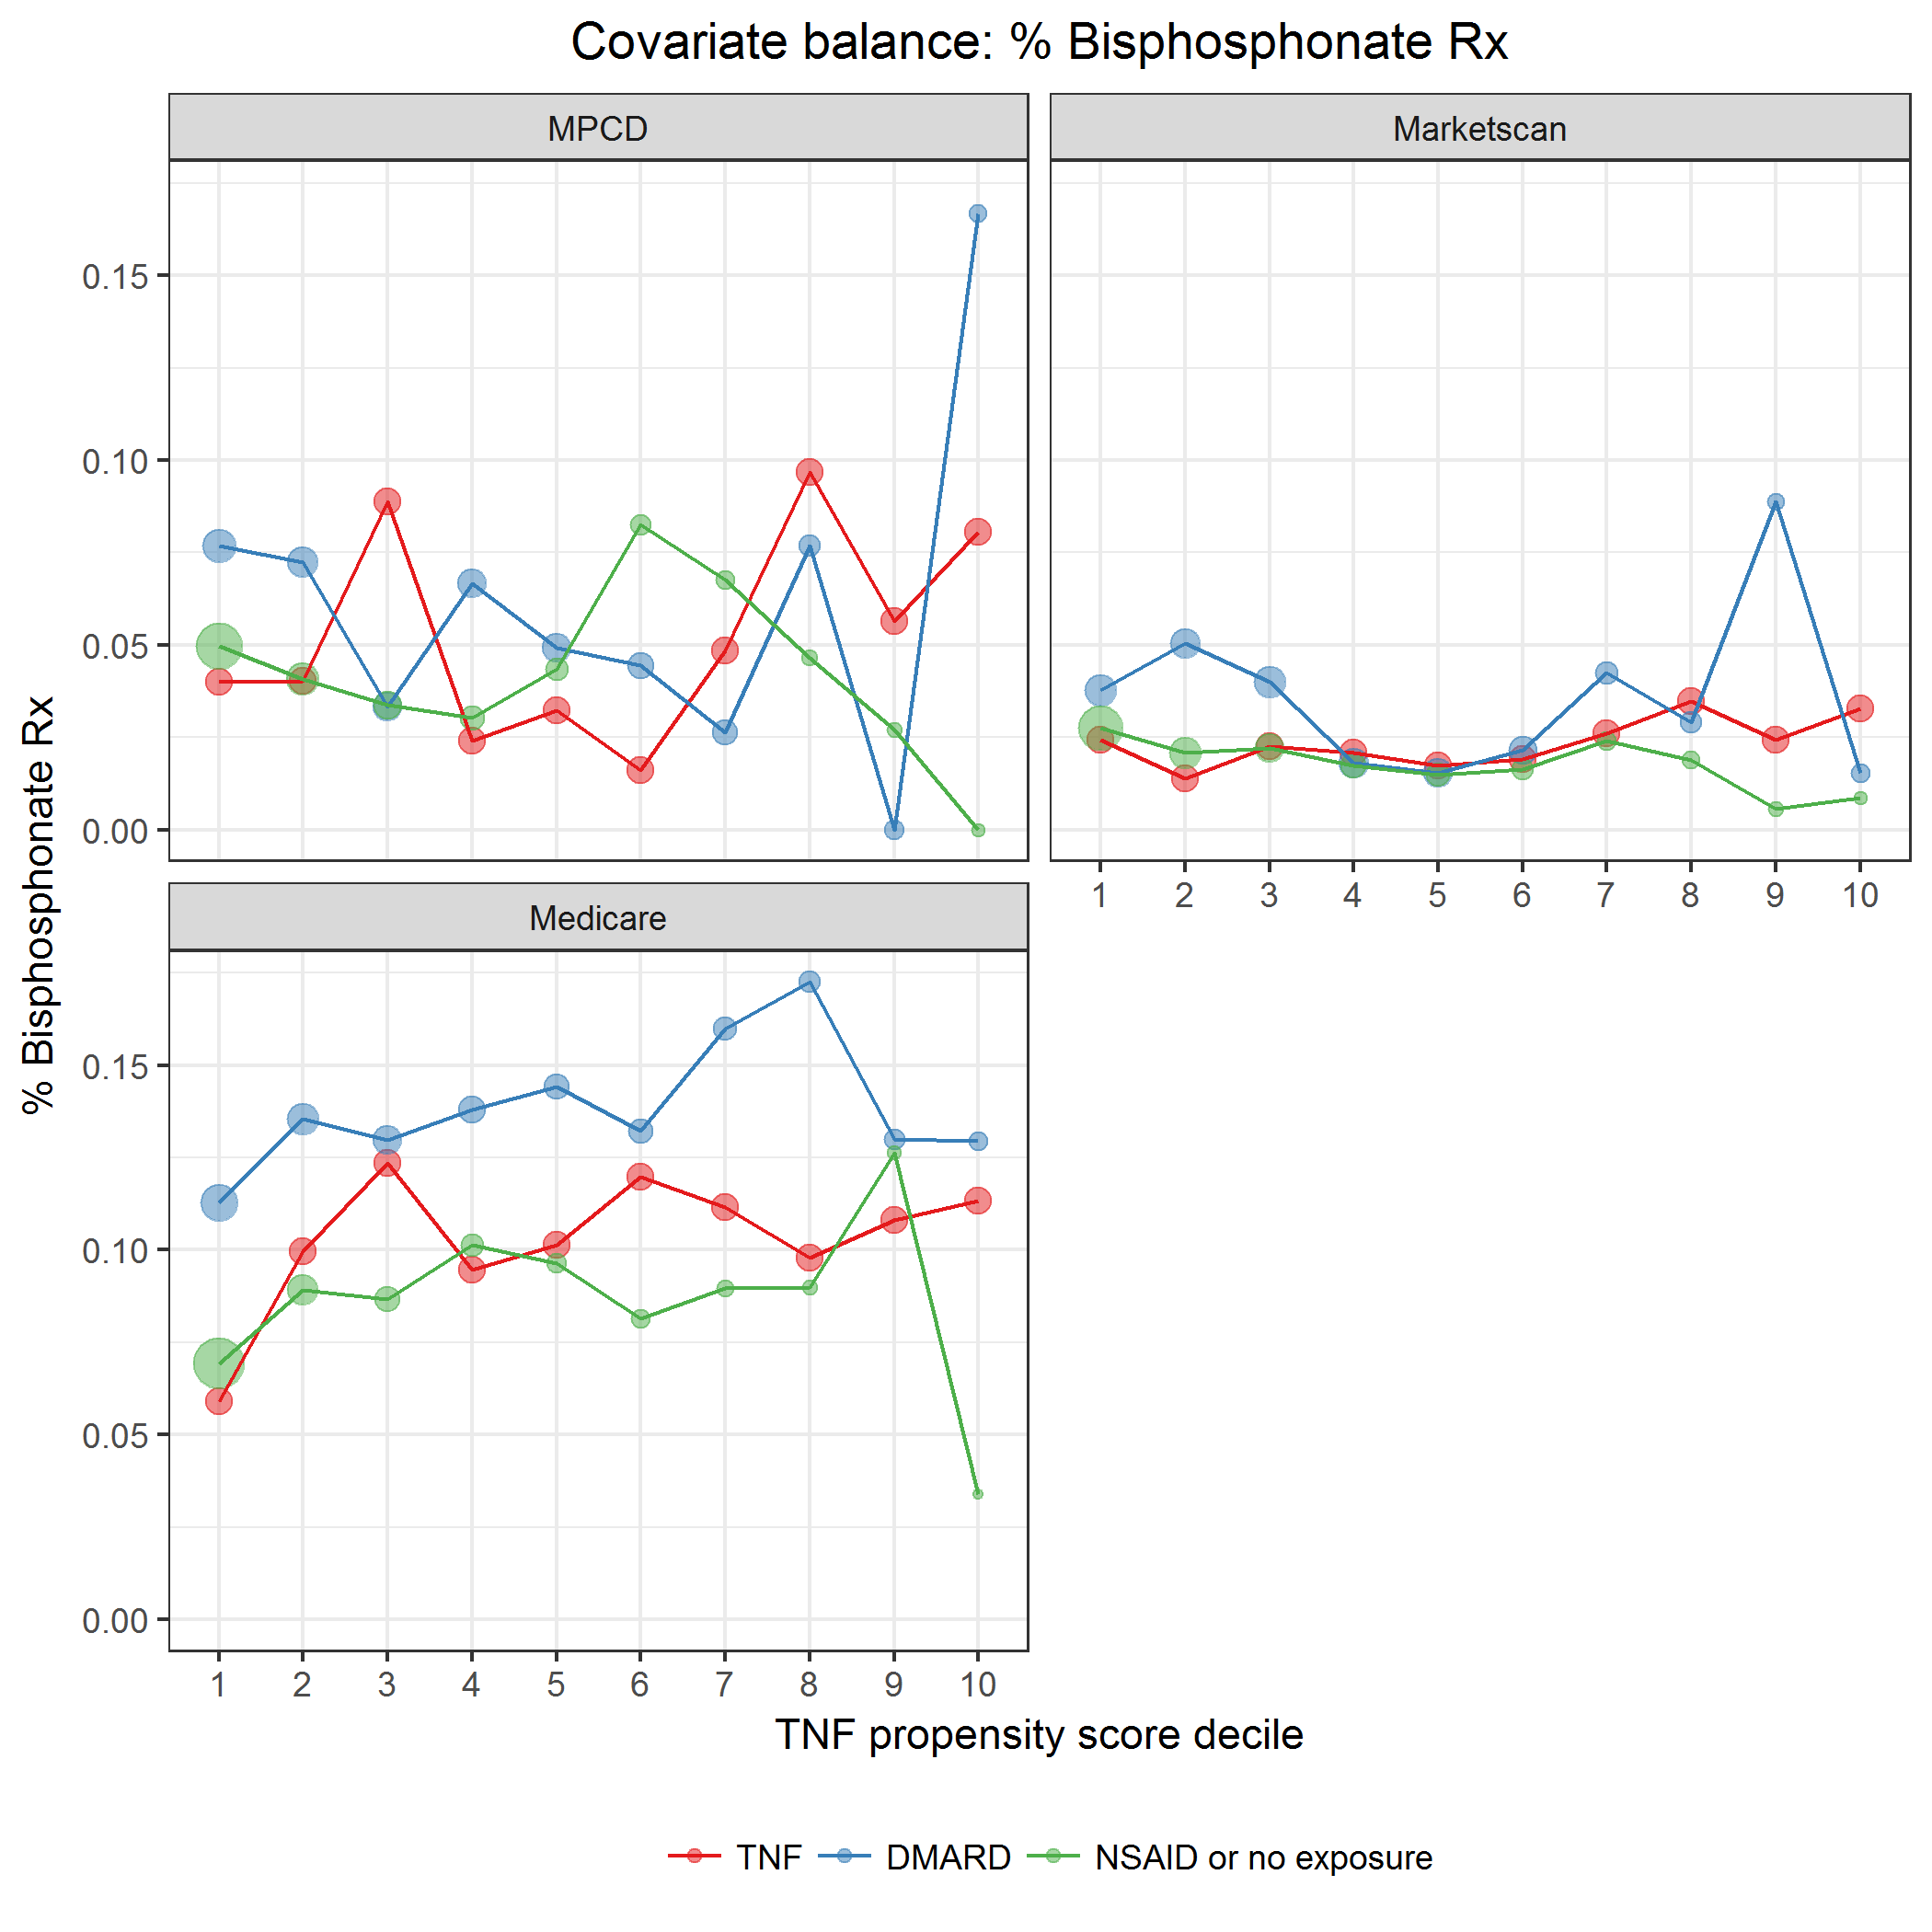 Covariate balance: % Bisphosphonate Rx
MPCD
Marketscan
0.15
0.10
0.05
0.00
1 2 3 4 5 6 7 8 9 10
Medicare
0.15
0.10
0.05
0.00
1 2 3 4 5 6 7 8 9 10
% Bisphosphonate Rx
TNF propensity score decile
TNF DMARD NSAID or no exposure